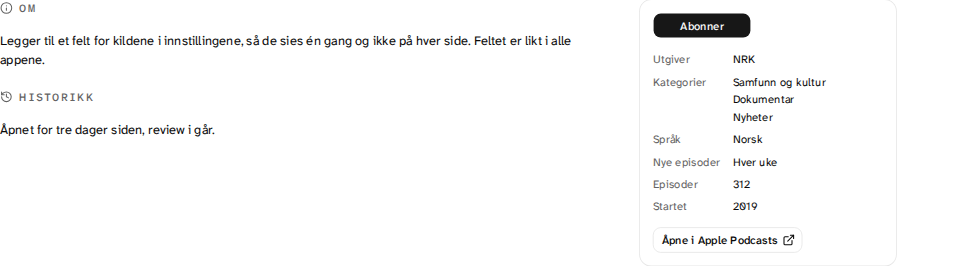 OM
Legger til et felt for kildene i innstillingene, så de sies én gang og ikke på hver side. Feltet er likt i alle
appene.
HISTORIKK
Åpnet for tre dager siden, review i går.
Abonner
Utgiver NRK
Kategorier Samfunn og kultur
Dokumentar
Nyheter
Språk Norsk
Nye episoder Hver uke
Episoder 312
Startet 2019
Åpne i Apple Podcasts